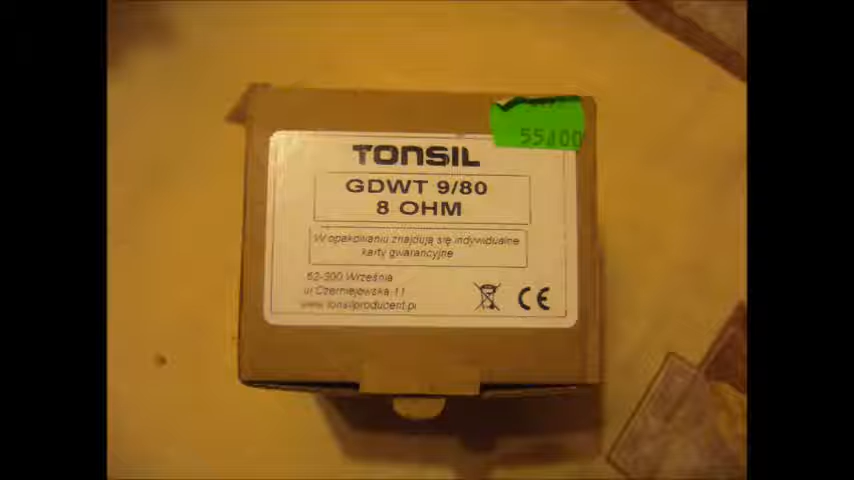 55,00
TONSIL
GDWT 9/80
8 OHM
W opakowaniu znajdują się indywidualne
karty gwarancyjne
62-300 Września
ul Czerniejewska 11
www.tonsilproducent.pl
CE